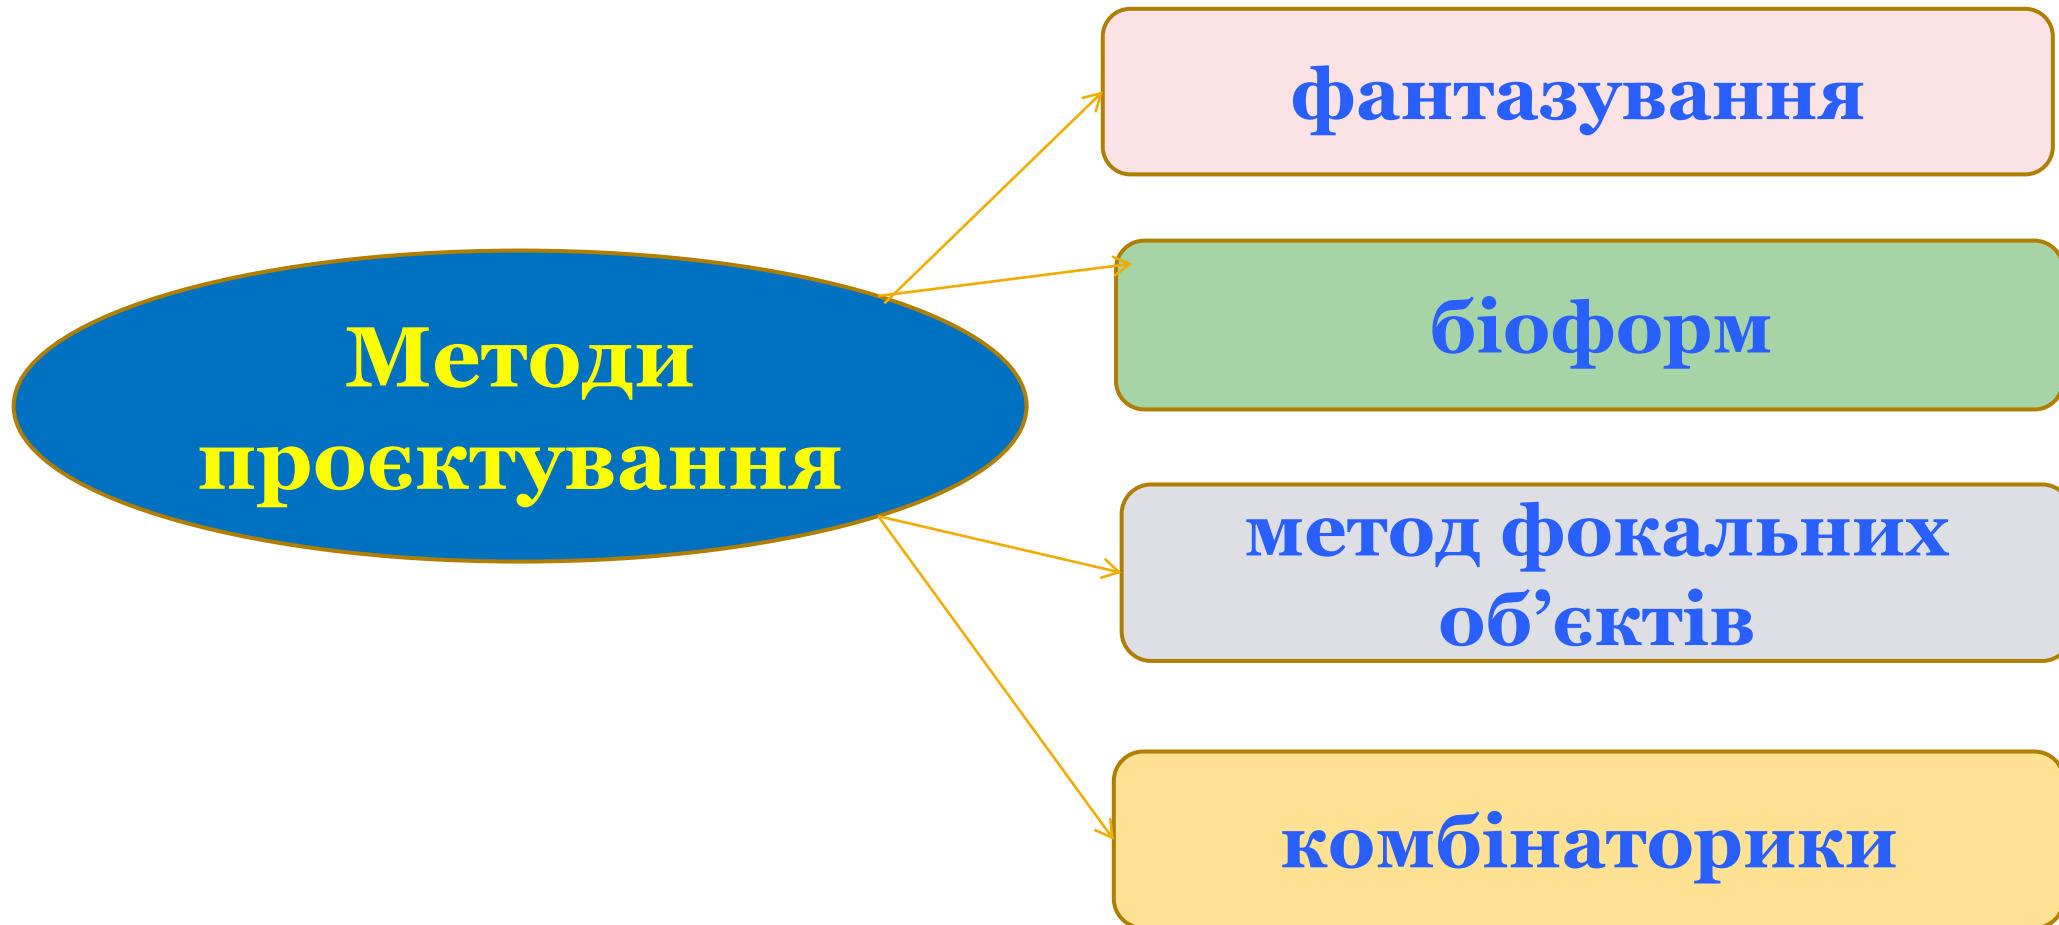 Методи
проєктування
фантазування
біоформ
метод фокальних
об’єктів
комбінаторики